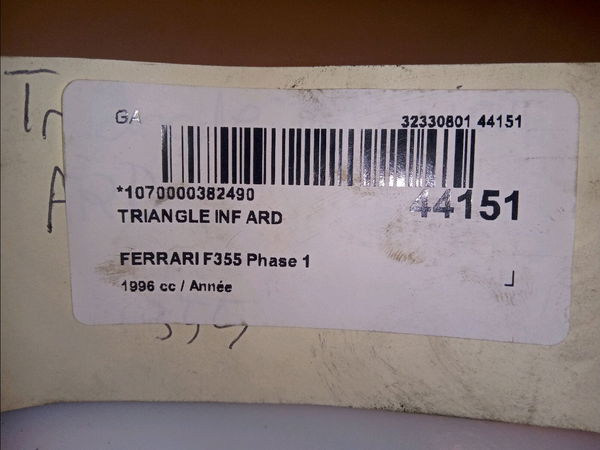 GA
32330801 44151
*1070000382490
44151
TRIANGLE INF ARD
FERRARI F355 Phase 1
1996 cc / Année